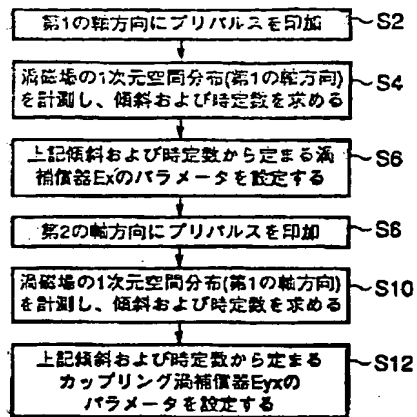 第1の軸方向にプリパルスを印加
S2
渦磁場の1次元空間分布(第1の軸方向)
を計測し、傾斜および時定数を求める
S4
上記傾斜および時定数から定まる渦
補償器Exのパラメータを設定する
S6
第2の軸方向にプリパルスを印加
S6
渦磁場の1次元空間分布(第1の軸方向)
を計測し、傾斜および時定数を求める
S10
上記傾斜および時定数から定まる
カップリング渦補償器Eyxの
パラメータを設定する
S12